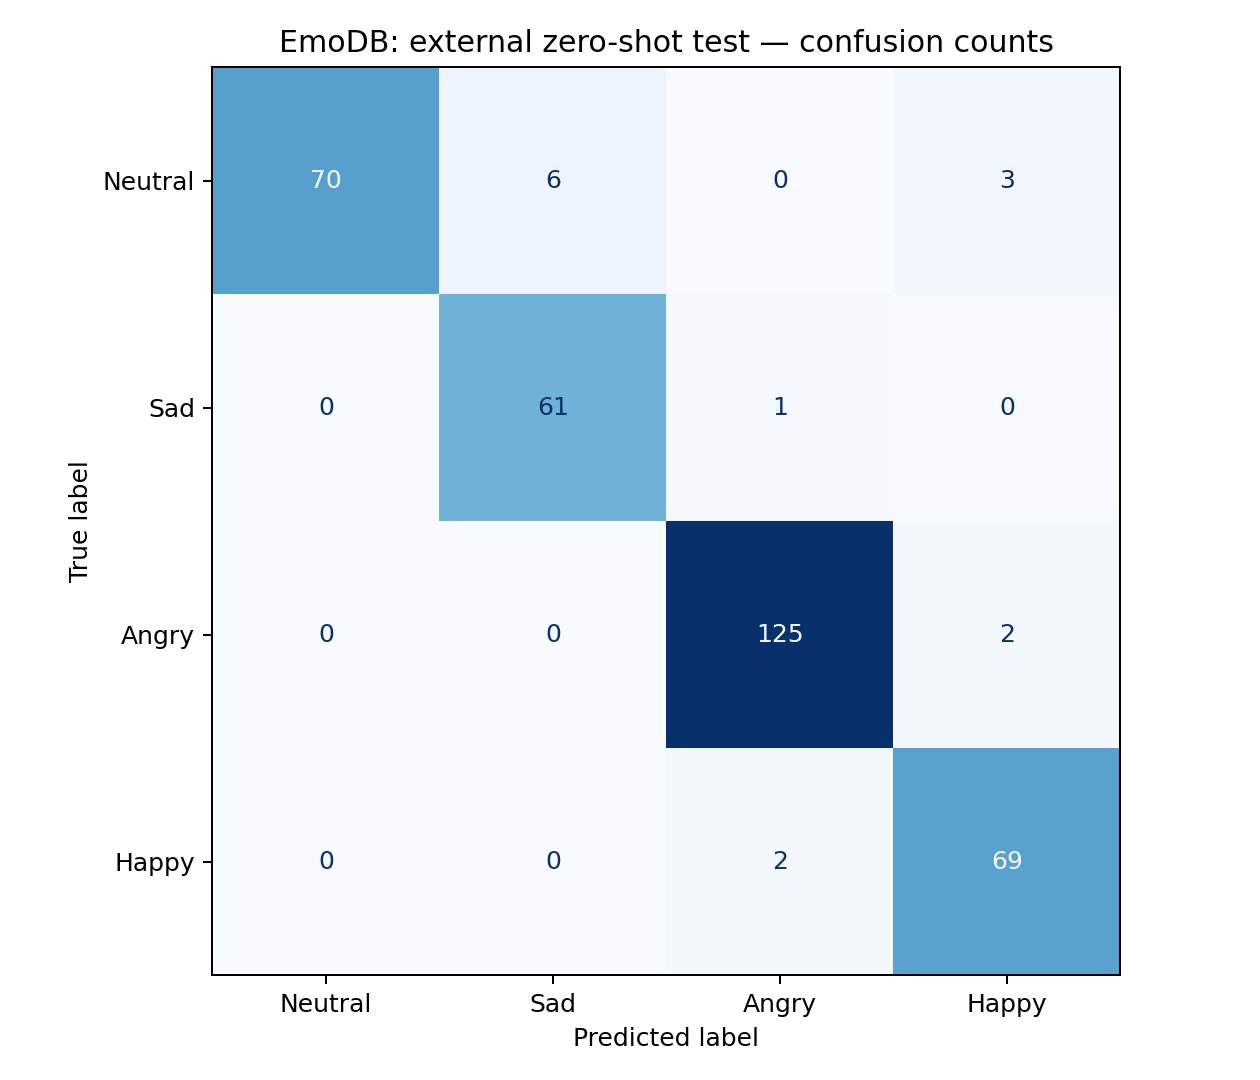 EmoDB: external zero-shot test — confusion counts
Neutral 70 6 0 3
Sad 0 61 1 0
Angry 0 0 125 2
Happy 0 0 2 69
True label
Neutral Sad Angry Happy
Predicted label